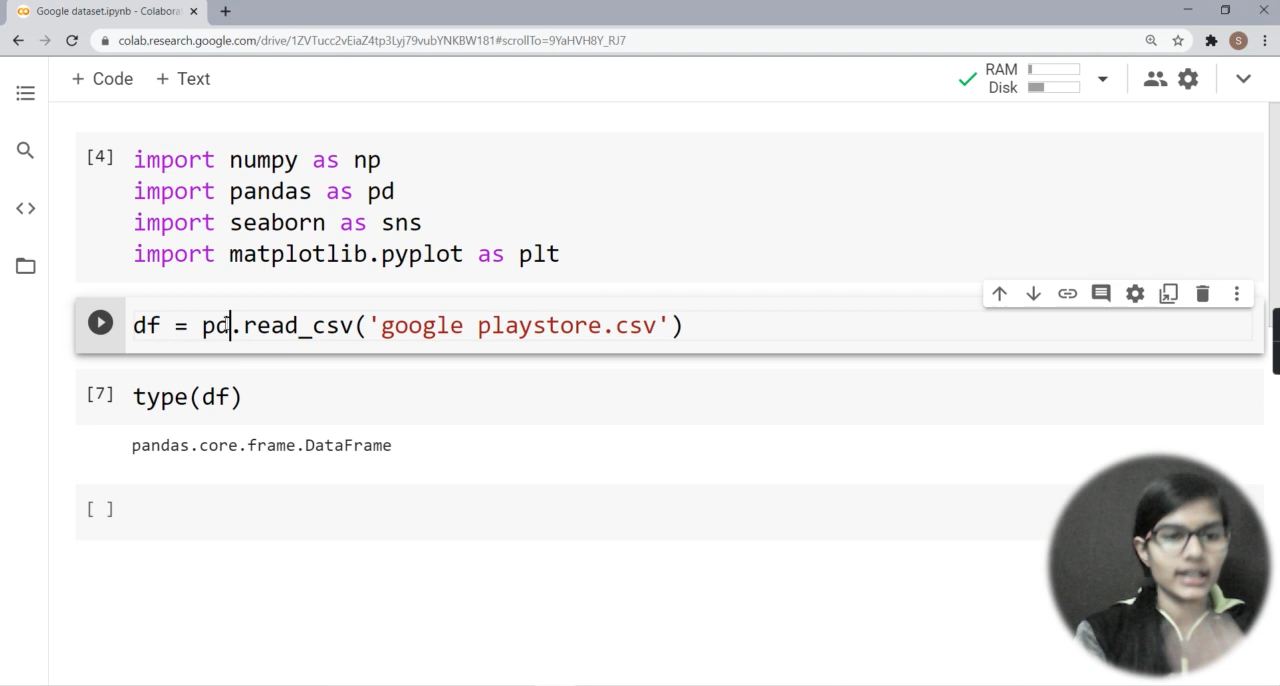 Google dataset.ipynb - Colabora
colab.research.google.com/drive/1ZVTucc2vEiaZ4tp3Lyj79vubYNKBW181#scrollTo=9YaHVH8Y_RJ7
S
+ Code + Text
RAM
Disk
[4] import numpy as np
import pandas as pd
import seaborn as sns
import matplotlib.pyplot as plt
df = pd.read_csv('google playstore.csv')
[7] type(df)
pandas.core.frame.DataFrame
[ ]